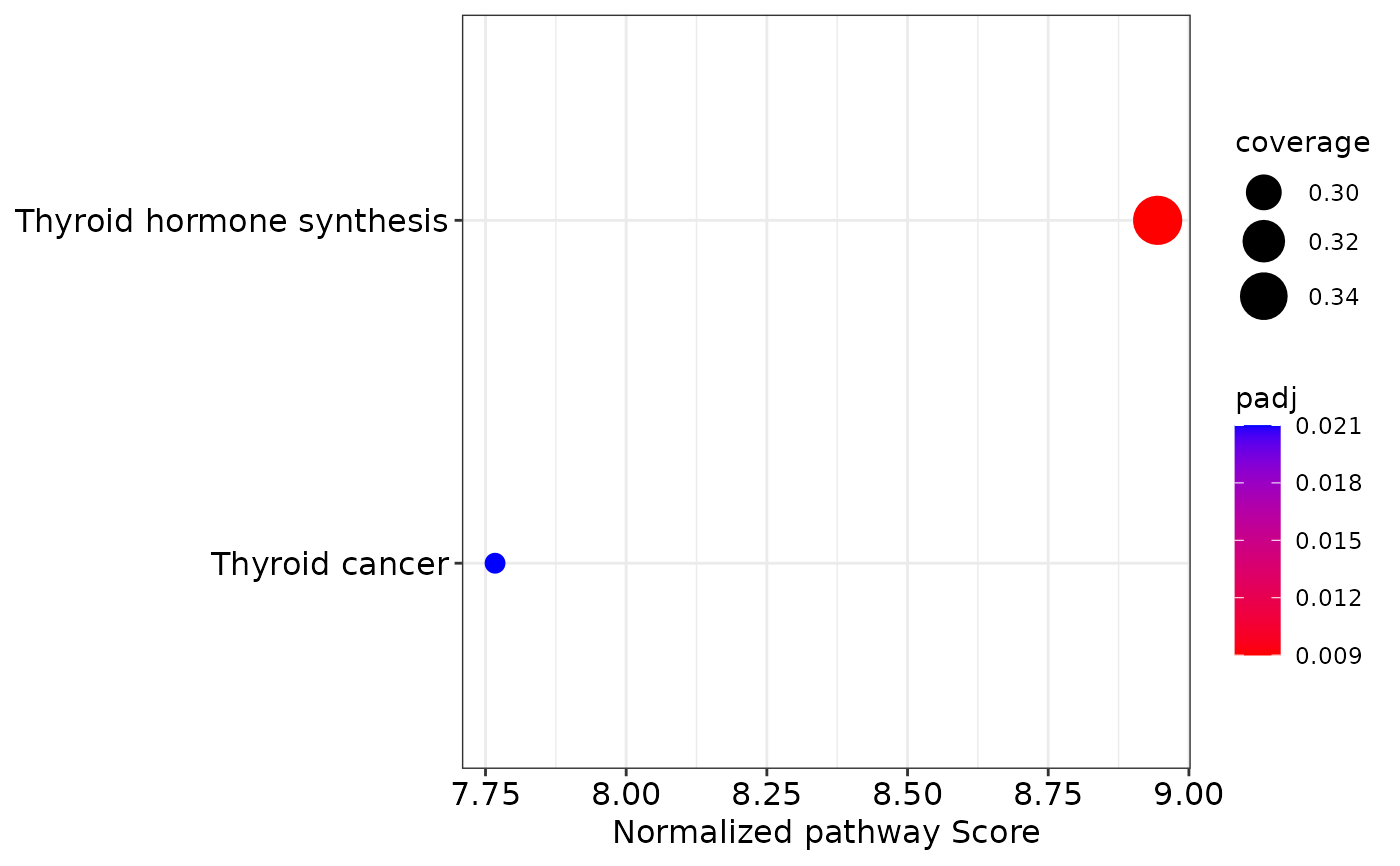 Thyroid hormone synthesis
Thyroid cancer
7.75 8.00 8.25 8.50 8.75 9.00
Normalized pathway Score
coverage
0.30
0.32
0.34
padj
0.021
0.018
0.015
0.012
0.009